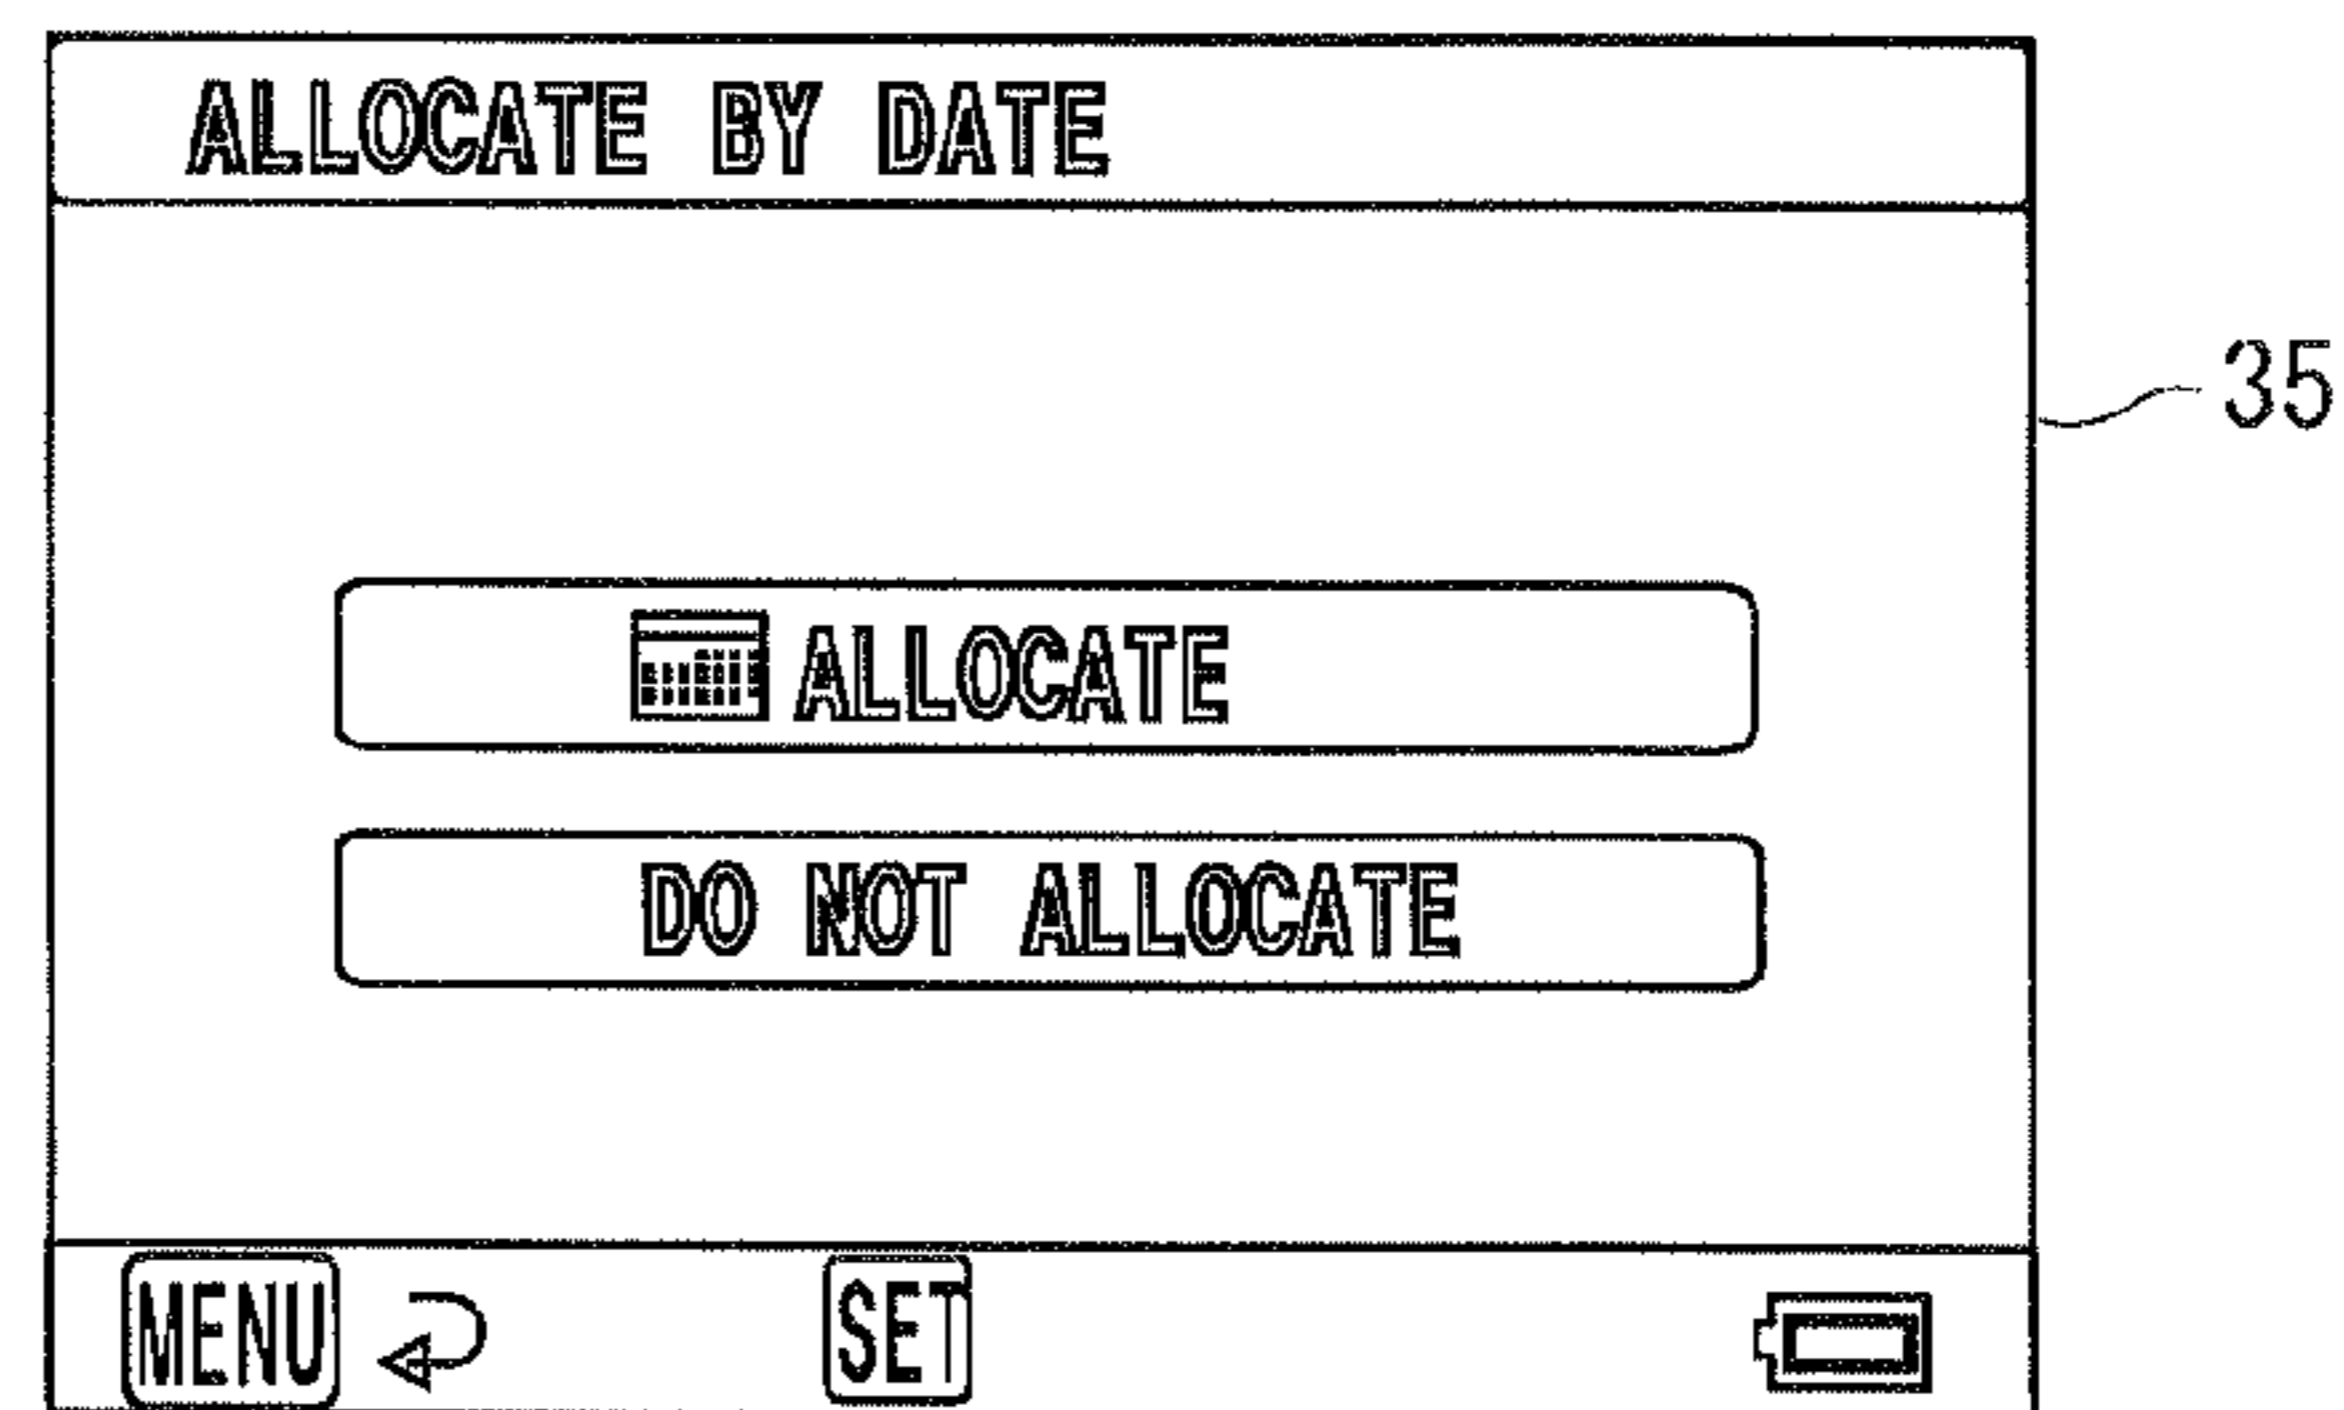 ALLOCATE BY DATE
35
ALLOCATE
DO NOT ALLOCATE
MENU SET